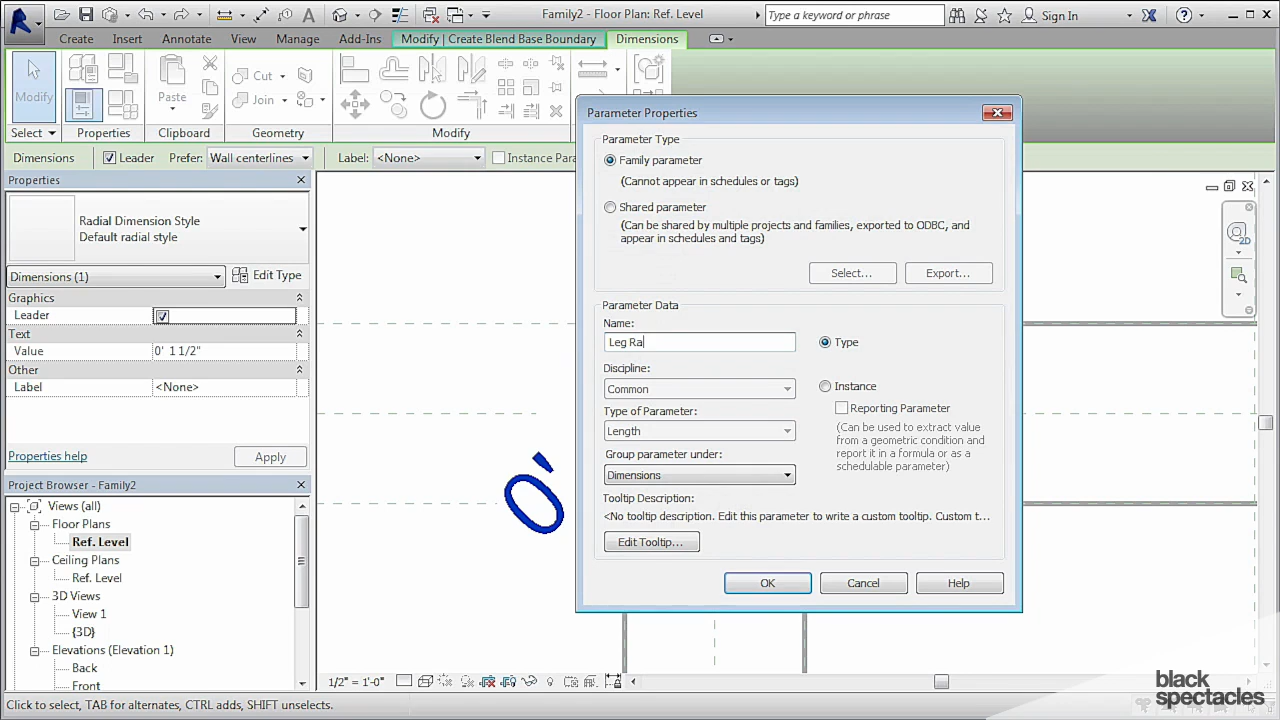 Family2 - Floor Plan: Ref. Level
Type a keyword or phrase
Sign In
Create
Insert
Annotate
View
Manage
Add-Ins
Modify | Create Blend Base Boundary
Dimensions
Modify
Paste
Cut
Join
Select
Properties
Clipboard
Geometry
Modify
Dimensions
Leader
Prefer:
Wall centerlines
Label:
<None>
Instance Para
Properties
Radial Dimension Style
Default radial style
Dimensions (1)
Edit Type
Graphics
Leader
Text
Value
0' 1 1/2"
Other
Label
<None>
Properties help
Apply
Project Browser - Family2
Views (all)
Floor Plans
Ref. Level
Ceiling Plans
Ref. Level
3D Views
View 1
{3D}
Elevations (Elevation 1)
Back
Front
0'
2D
Parameter Properties
Parameter Type
Family parameter
(Cannot appear in schedules or tags)
Shared parameter
(Can be shared by multiple projects and families, exported to ODBC, and
appear in schedules and tags)
Select...
Export...
Parameter Data
Name:
Leg Ra
Type
Discipline:
Common
Instance
Type of Parameter:
Reporting Parameter
Length
(Can be used to extract value
from a geometric condition and
report it in a formula or as a
schedulable parameter)
Group parameter under:
Dimensions
Tooltip Description:
<No tooltip description. Edit this parameter to write a custom tooltip. Custom t...
Edit Tooltip...
OK
Cancel
Help
1/2" = 1'-0"
Click to select, TAB for alternates, CTRL adds, SHIFT unselects.
black
spectacles